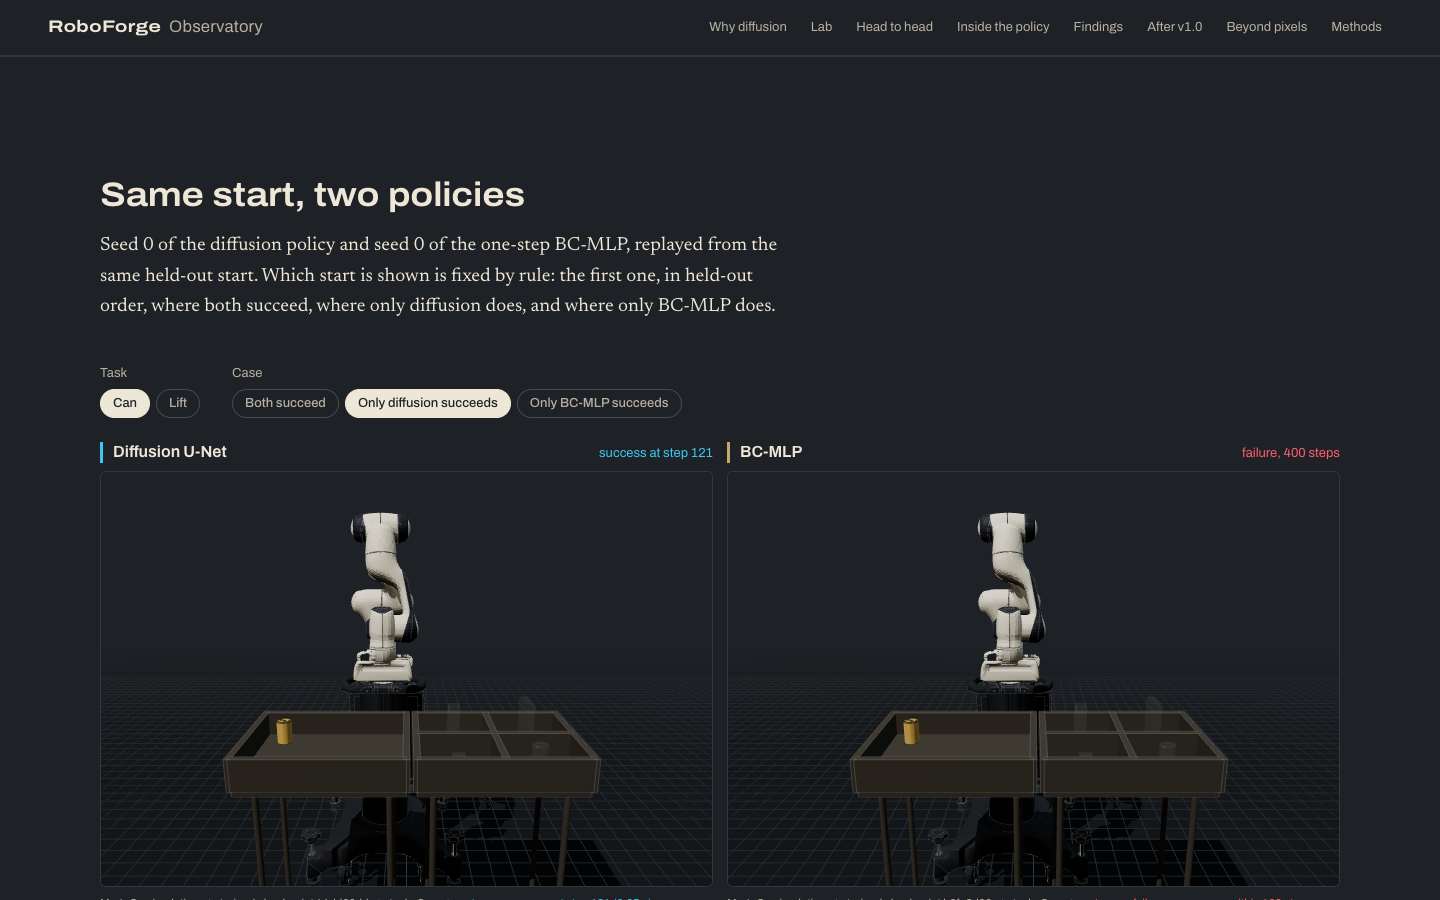 RoboForge Observatory
Why diffusion Lab Head to head Inside the policy Findings After v1.0 Beyond pixels Methods
Same start, two policies
Seed 0 of the diffusion policy and seed 0 of the one-step BC-MLP, replayed from the
same held-out start. Which start is shown is fixed by rule: the first one, in held-out
order, where both succeed, where only diffusion does, and where only BC-MLP does.
Task Case
Can Lift Both succeed Only diffusion succeeds Only BC-MLP succeeds
Diffusion U-Net success at step 121 BC-MLP failure, 400 steps